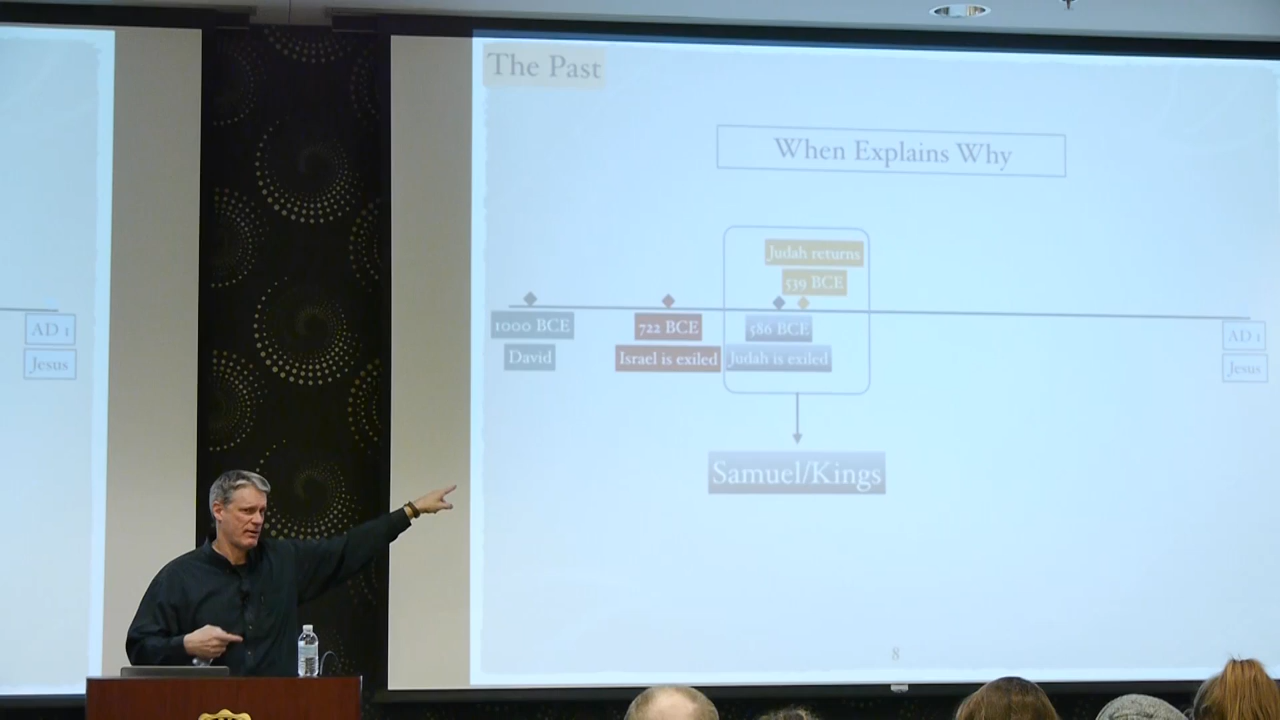 The Past
When Explains Why
Judah returns
539 BCE
1000 BCE
David
722 BCE
Israel is exiled
586 BCE
Judah is exiled
AD 1
Jesus
Samuel/Kings
8
AD 1
Jesus